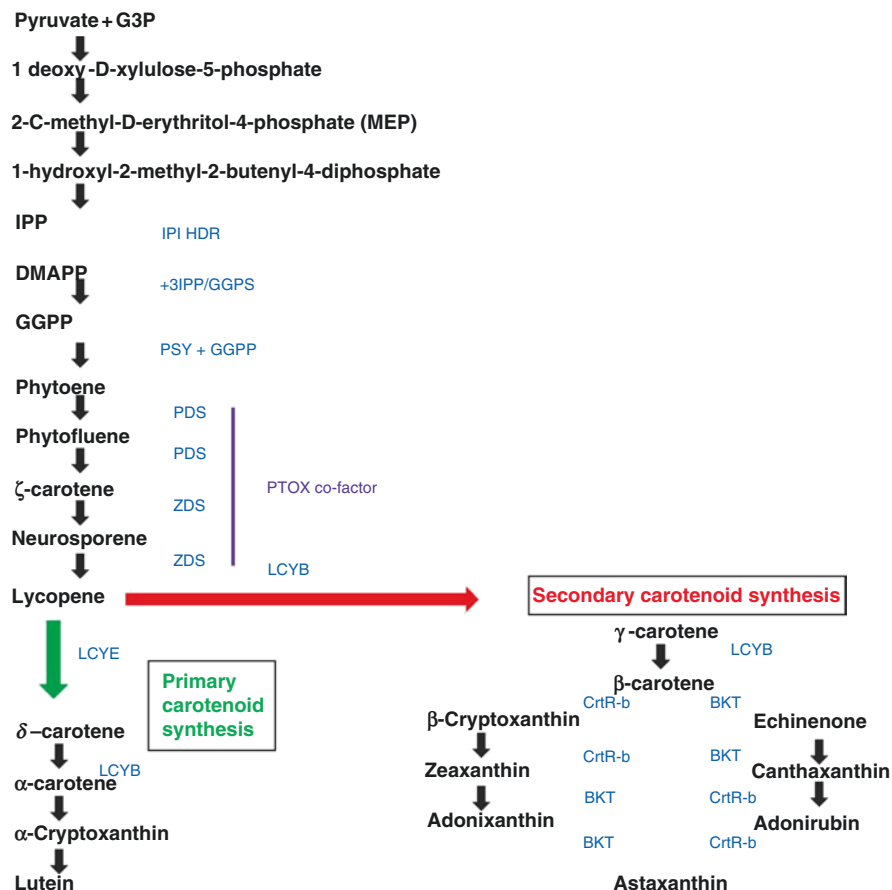 Pyruvate + G3P
1 deoxy-D-xylulose-5-phosphate
2-C-methyl-D-erythritol-4-phosphate (MEP)
1-hydroxyl-2-methyl-2-butenyl-4-diphosphate
IPP
IPI HDR
DMAPP
+3IPP/GGPS
GGPP
PSY + GGPP
Phytoene
PDS
Phytofluene
PDS
ζ-carotene
PTOX co-factor
ZDS
Neurosporene
ZDS
LCYB
Lycopene
LCYE
Primary
carotenoid
synthesis
δ–carotene
LCYB
α-carotene
α-Cryptoxanthin
Lutein
Secondary carotenoid synthesis
γ-carotene
LCYB
β-carotene
CrtR-b
BKT
β-Cryptoxanthin
Echinenone
CrtR-b
BKT
Zeaxanthin
Canthaxanthin
BKT
CrtR-b
Adonixanthin
Adonirubin
BKT
CrtR-b
Astaxanthin